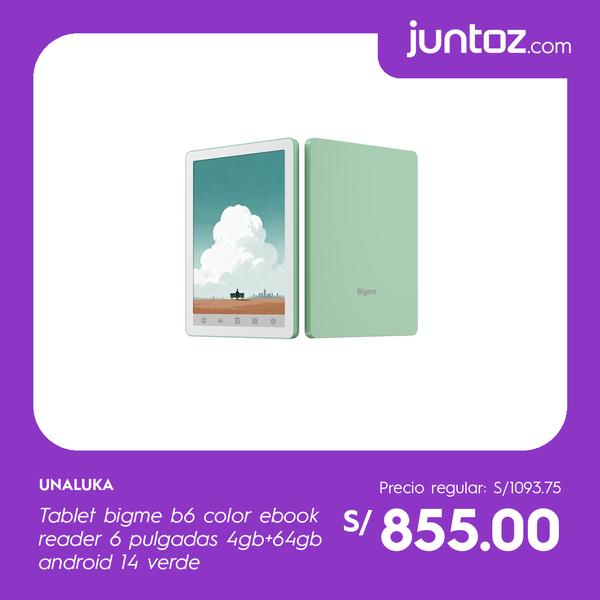 juntoz.com
Ai
Bigme
UNALUKA
Precio regular: S/1093.75
Tablet bigme b6 color ebook
reader 6 pulgadas 4gb+64gb
android 14 verde
S/ 855.00